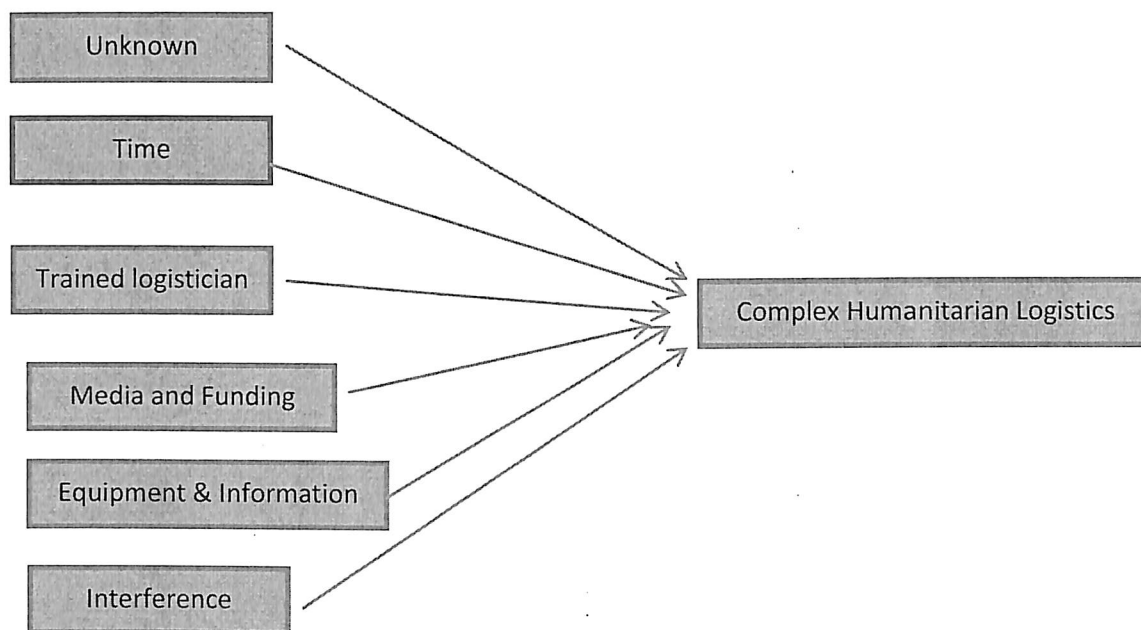 Unknown
Time
Trained logistician
Complex Humanitarian Logistics
Media and Funding
Equipment & Information
Interference